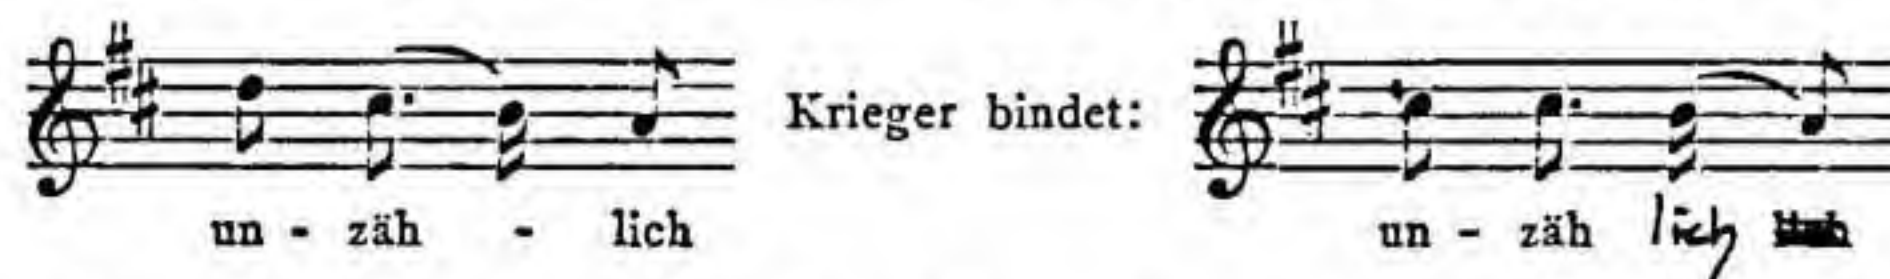 Krieger bindet:
un - zäh - lich un - zäh lich